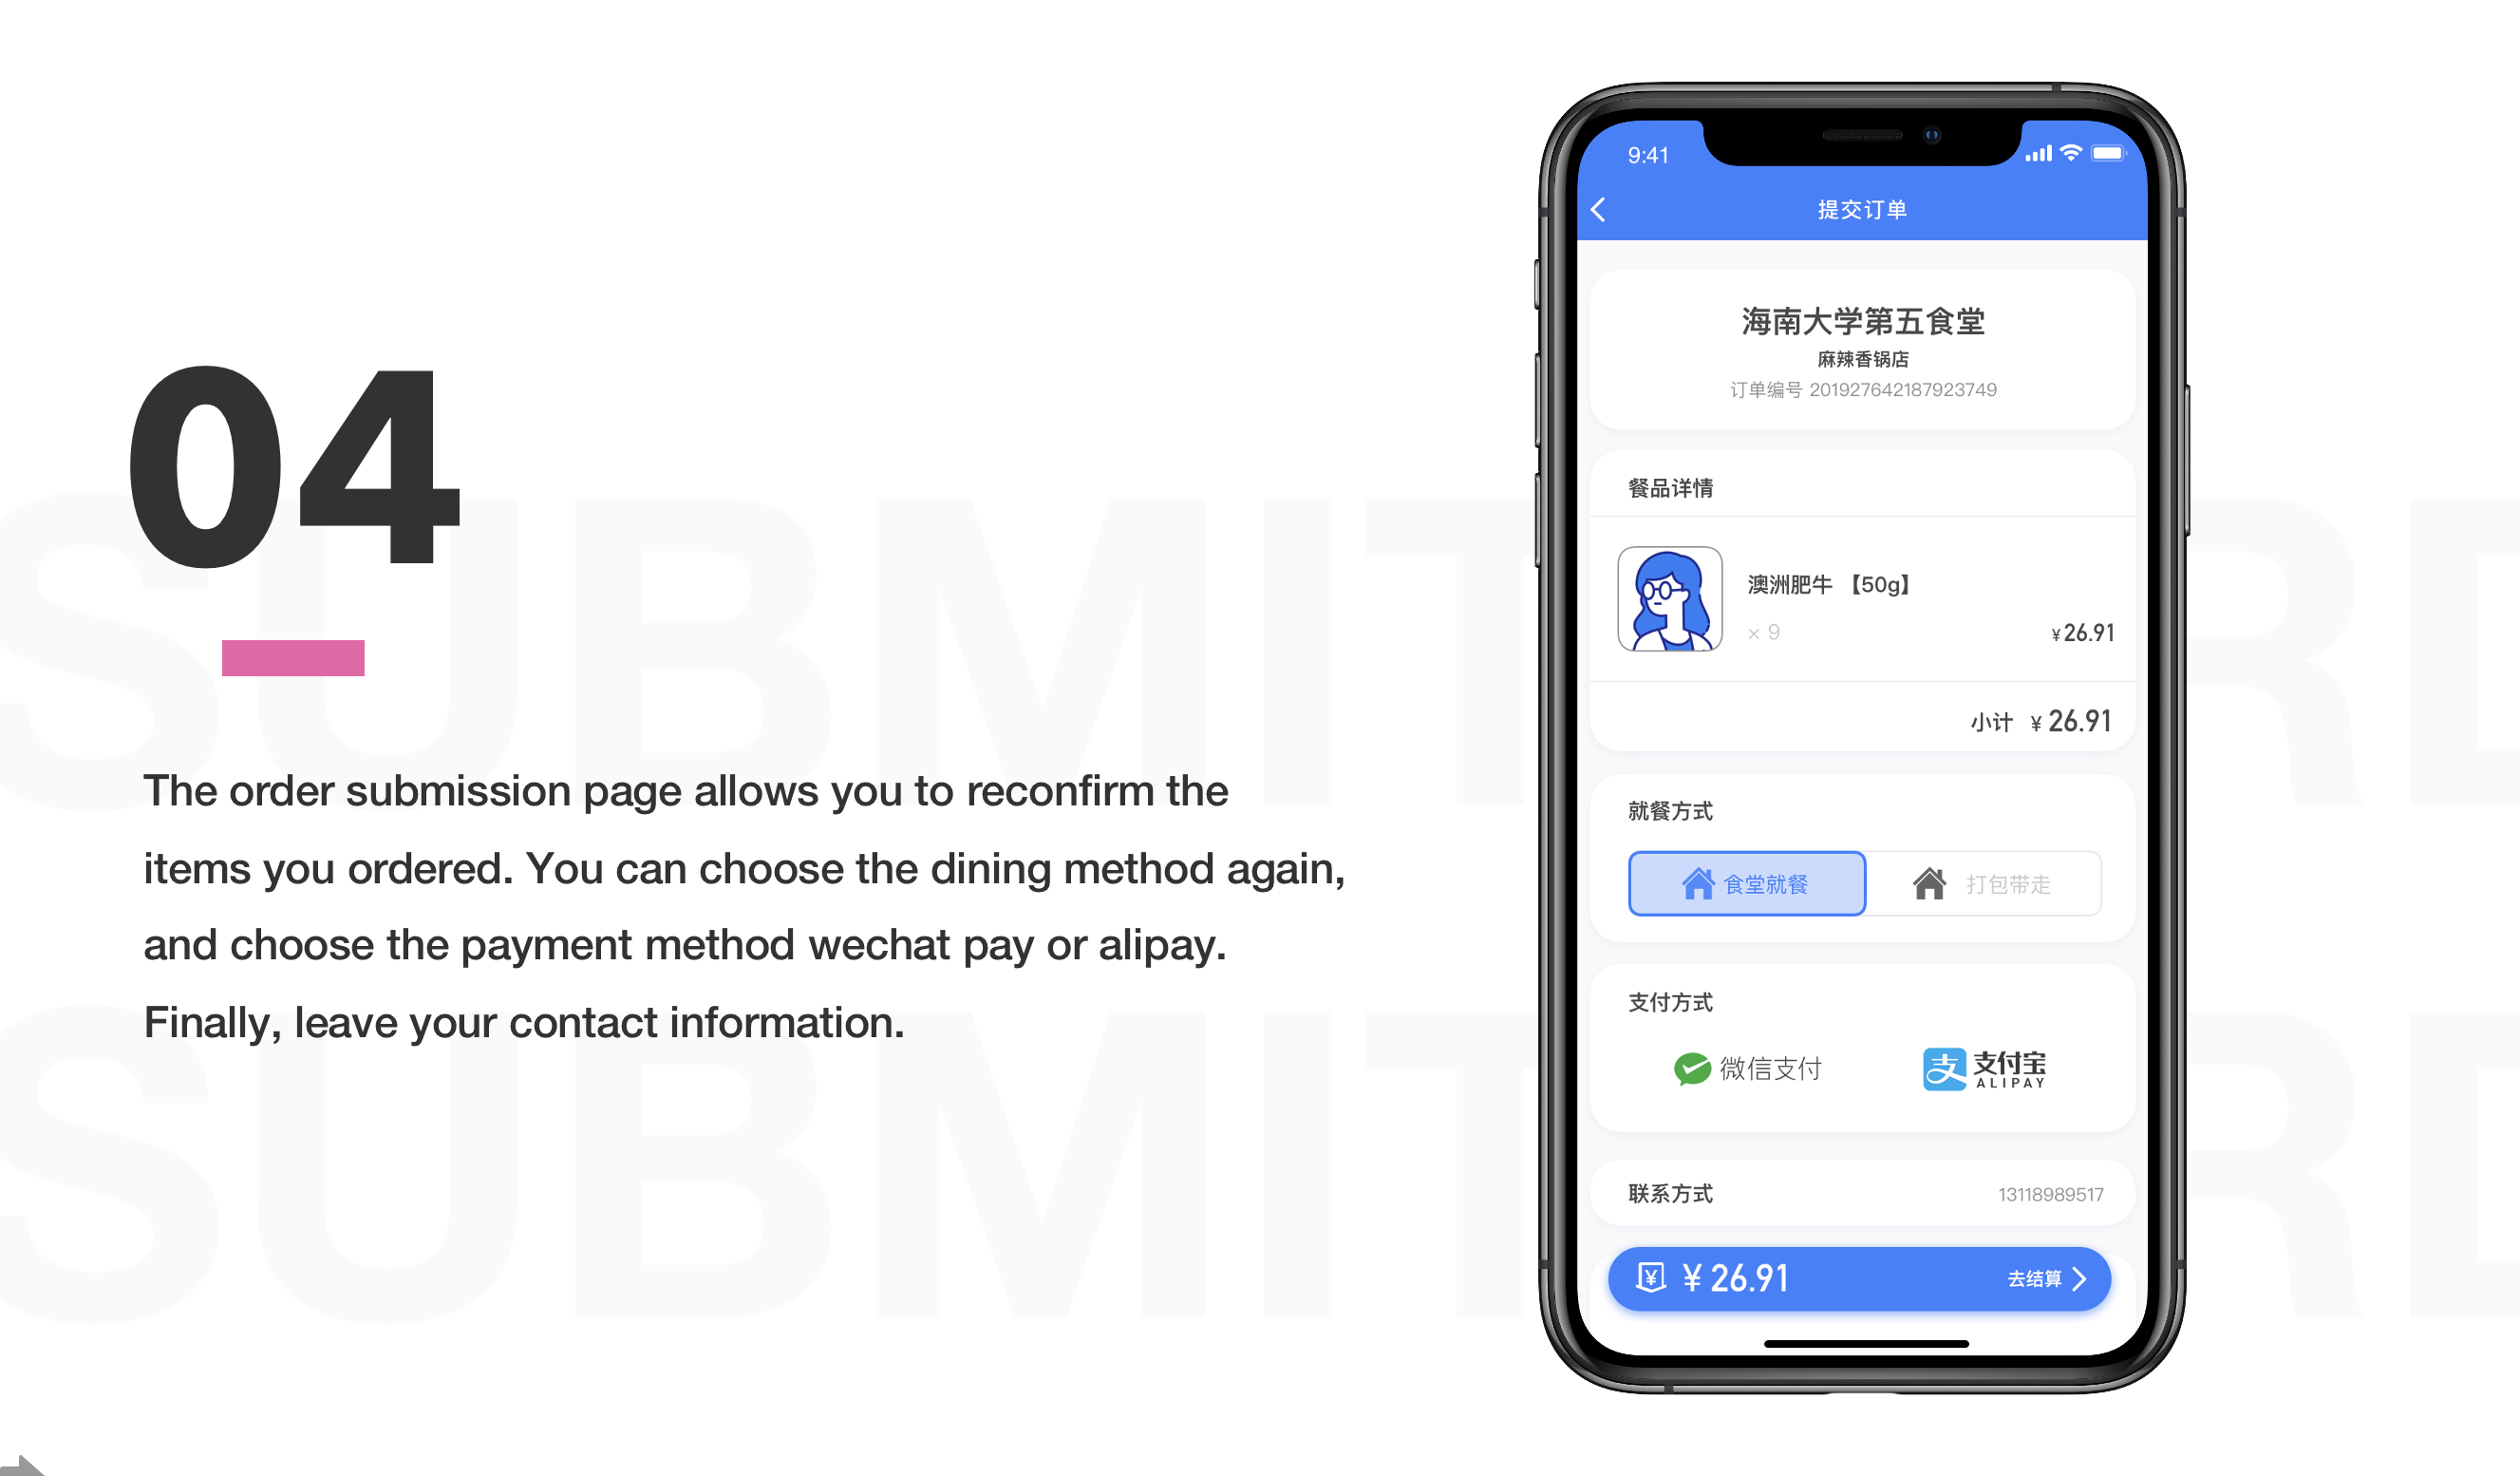 04
The order submission page allows you to reconfirm the
items you ordered. You can choose the dining method again,
and choose the payment method wechat pay or alipay.
Finally, leave your contact information.
SUBMIT
SUBMIT
9:41
提交订单
海南大学第五食堂
麻辣香锅店
订单编号 201927642187923749
餐品详情
澳洲肥牛 【50g】
× 9
¥ 26.91
小计 ¥ 26.91
就餐方式
食堂就餐
打包带走
支付方式
微信支付
支付宝
ALIPAY
联系方式
13118989517
¥ 26.91
去结算